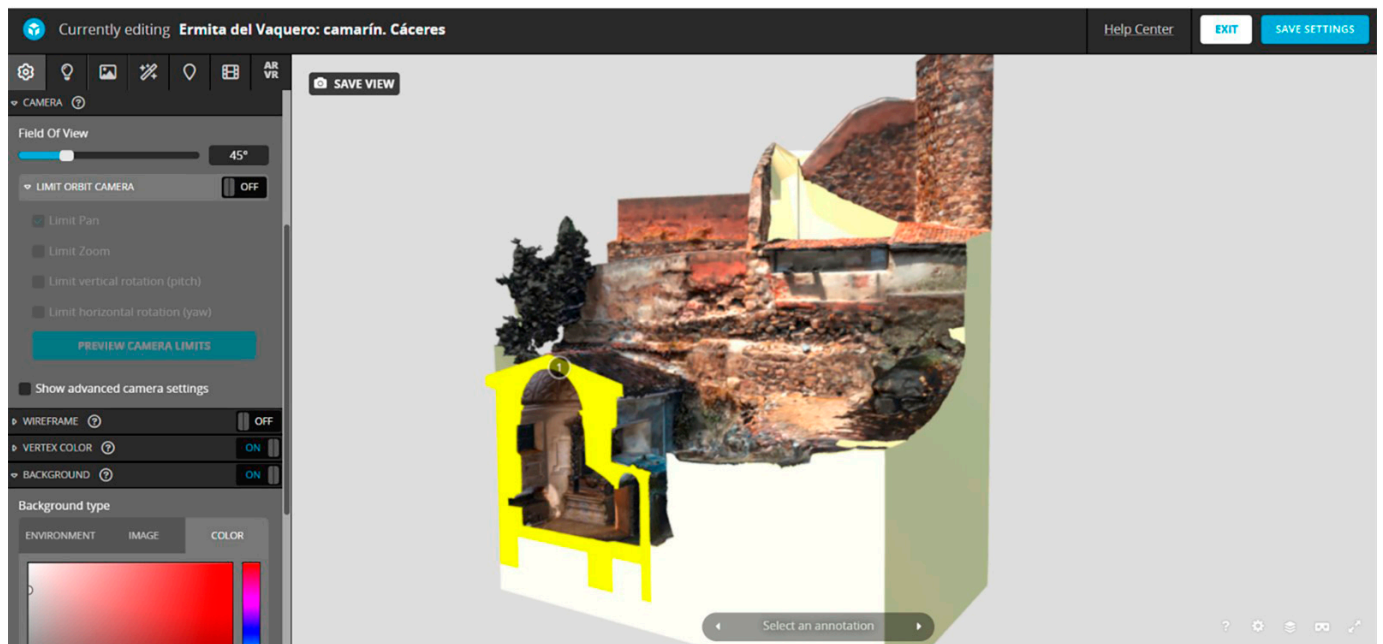 Currently editing Ermita del Vaquero: camarín. Cáceres
Help Center
EXIT
SAVE SETTINGS
AR
VR
SAVE VIEW
CAMERA ?
Field Of View
45°
LIMIT ORBIT CAMERA OFF
Limit Pan
Limit Zoom
Limit vertical rotation (pitch)
Limit horizontal rotation (yaw)
PREVIEW CAMERA LIMITS
Show advanced camera settings
WIREFRAME ? OFF
VERTEX COLOR ? ON
BACKGROUND ? ON
Background type
ENVIRONMENT IMAGE COLOR
1
Select an annotation
?